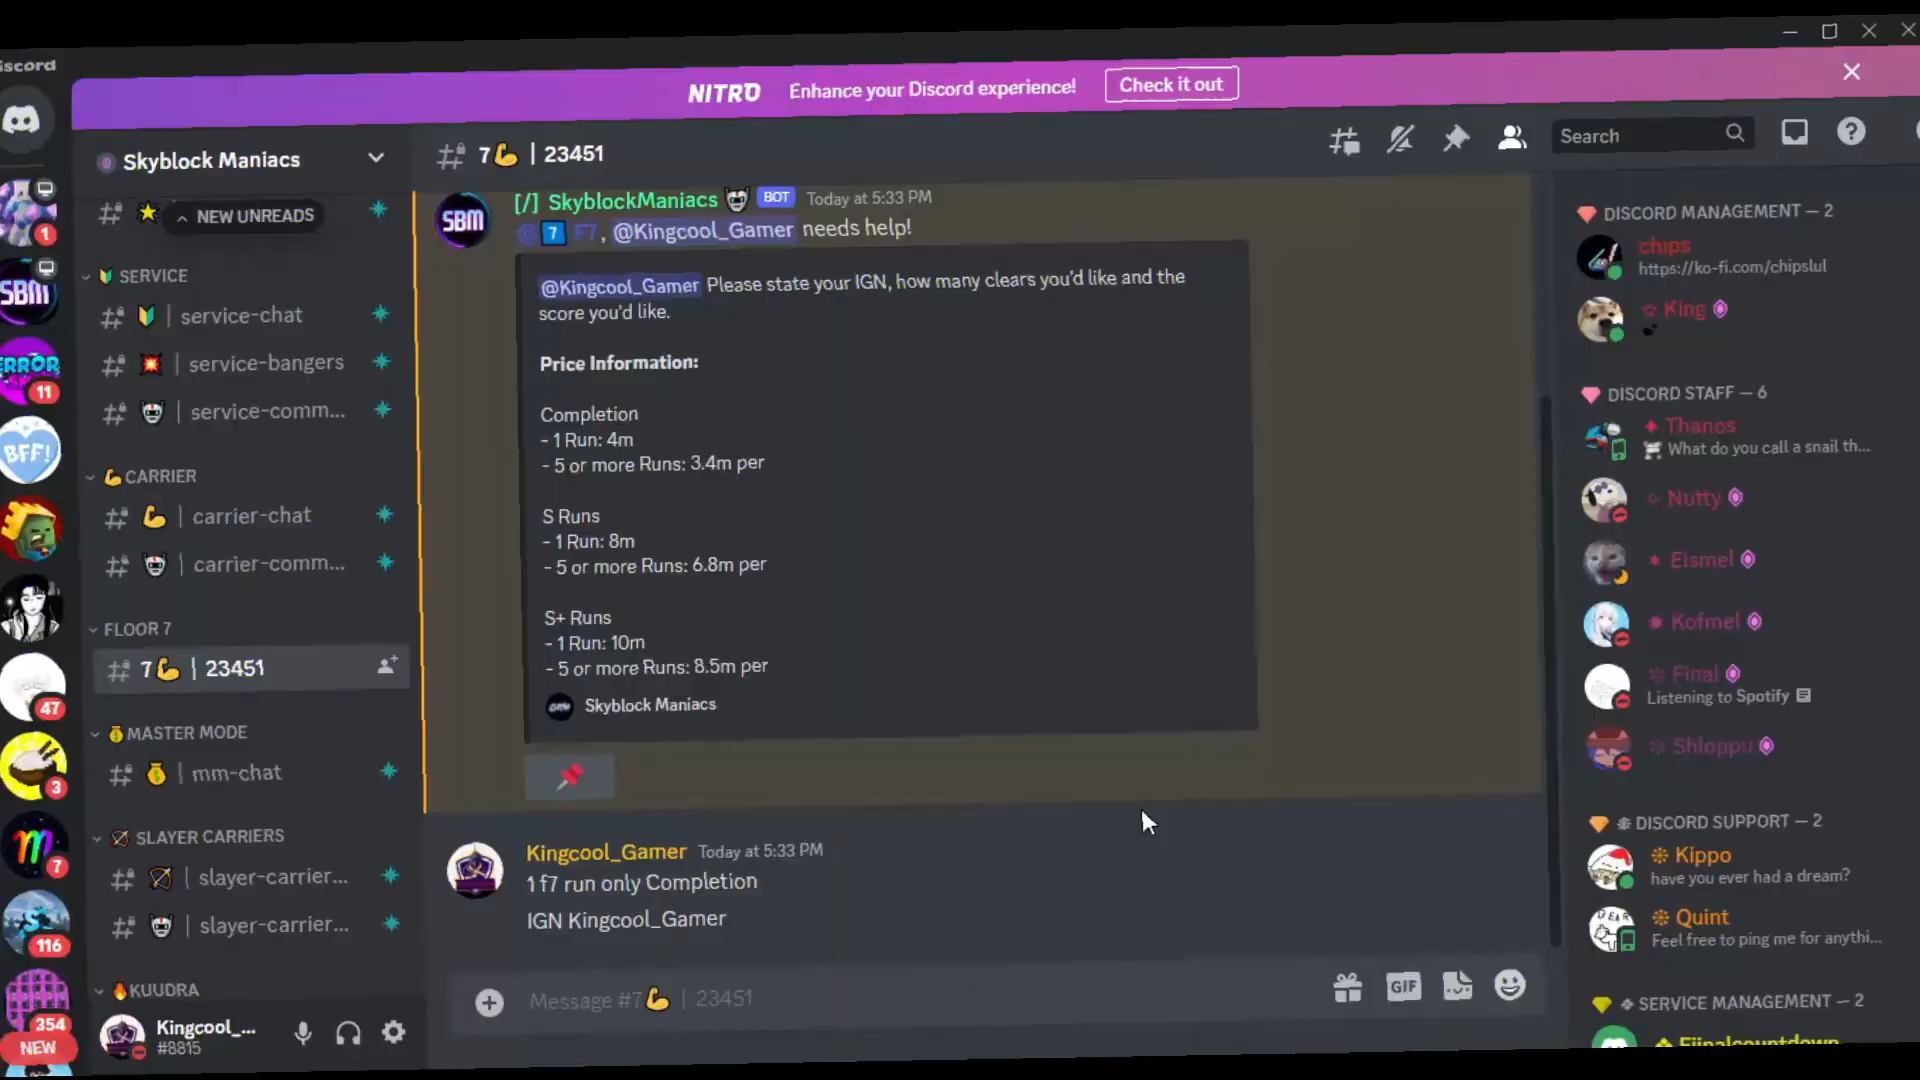 iscord
NITRO Enhance your Discord experience! Check it out
Skyblock Maniacs
NEW UNREADS
SERVICE
service-chat
service-bangers
service-comm...
CARRIER
carrier-chat
carrier-comm...
FLOOR 7
7 | 23451
MASTER MODE
mm-chat
SLAYER CARRIERS
slayer-carrier...
slayer-carrier...
KUUDRA
Kingcool_...
#8815
1
SBM
ERROR
11
BFF!
47
3
m
7
S
116
354
NEW
7 | 23451
Search
SBM
[/] SkyblockManiacs BOT Today at 5:33 PM
@ 7 F7, @Kingcool_Gamer needs help!
@Kingcool_Gamer Please state your IGN, how many clears you'd like and the
score you'd like.
Price Information:
Completion
- 1 Run: 4m
- 5 or more Runs: 3.4m per
S Runs
- 1 Run: 8m
- 5 or more Runs: 6.8m per
S+ Runs
- 1 Run: 10m
- 5 or more Runs: 8.5m per
Skyblock Maniacs
Kingcool_Gamer Today at 5:33 PM
1 f7 run only Completion
IGN Kingcool_Gamer
Message #7 | 23451
GIF
DISCORD MANAGEMENT — 2
chips
https://ko-fi.com/chipslul
King
DISCORD STAFF — 6
Thanos
What do you call a snail th...
Nutty
Eismel
Kofmel
Final
Listening to Spotify
Shloppu
DISCORD SUPPORT — 2
Kippo
have you ever had a dream?
Quint
Feel free to ping me for anythi...
SERVICE MANAGEMENT — 2
Fiinalcountdown